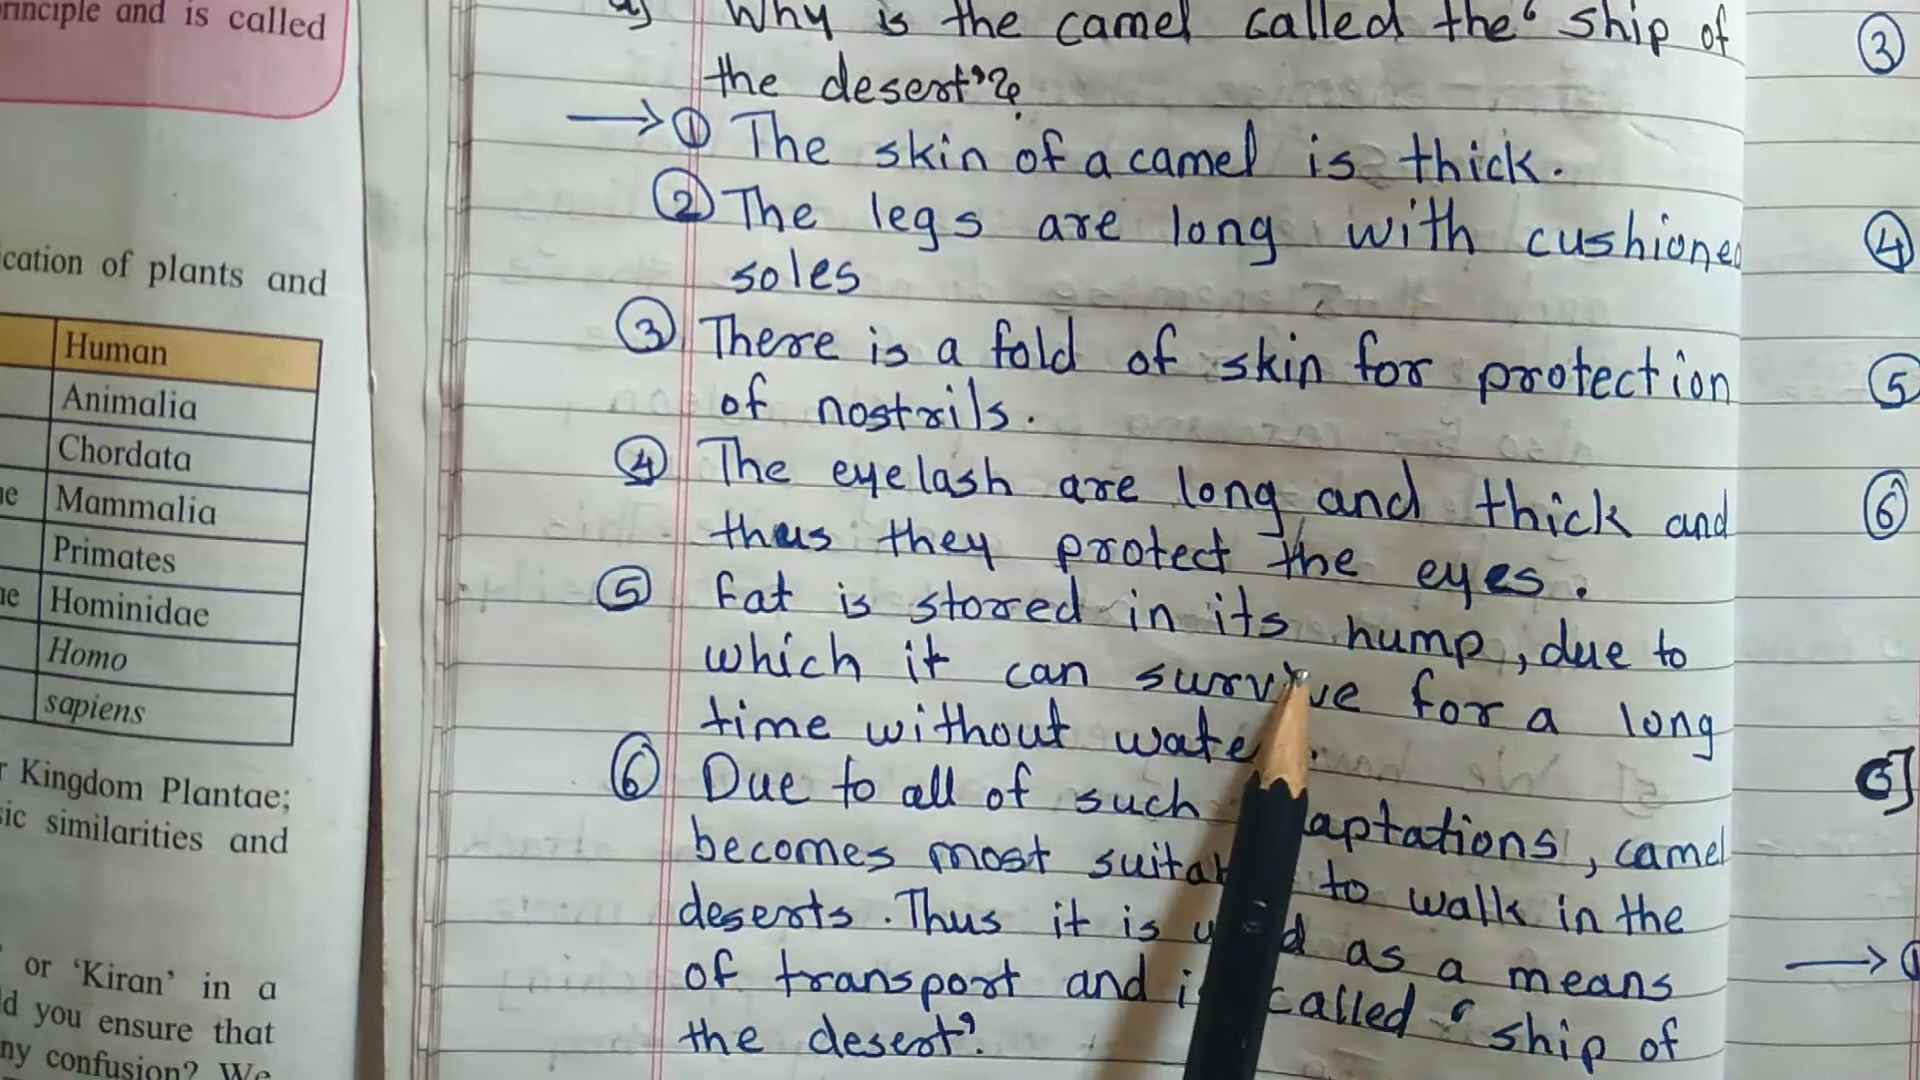 rinciple and is called
cation of plants and
Human
Animalia
Chordata
Mammalia
Primates
Hominidae
Homo
sapiens
Kingdom Plantae;
similarities and
or ‘Kiran’ in a
you ensure that
confusion? We
a) Why is the camel called the ‘ ship of
the desert’?
→ ① The skin of a camel is thick.
② The legs are long with cushioned
soles
③ There is a fold of skin for protection
of nostrils.
④ The eyelash are long and thick and
thus they protect the eyes.
⑤ Fat is stored in its hump, due to
which it can survive for a long
time without wate
⑥ Due to all of such aptations, camel
becomes most suitab to walk in the
deserts. Thus it is u d as a means
of transport and i called ‘ ship of
the desert’.
③
④
⑤
⑥
6]
→